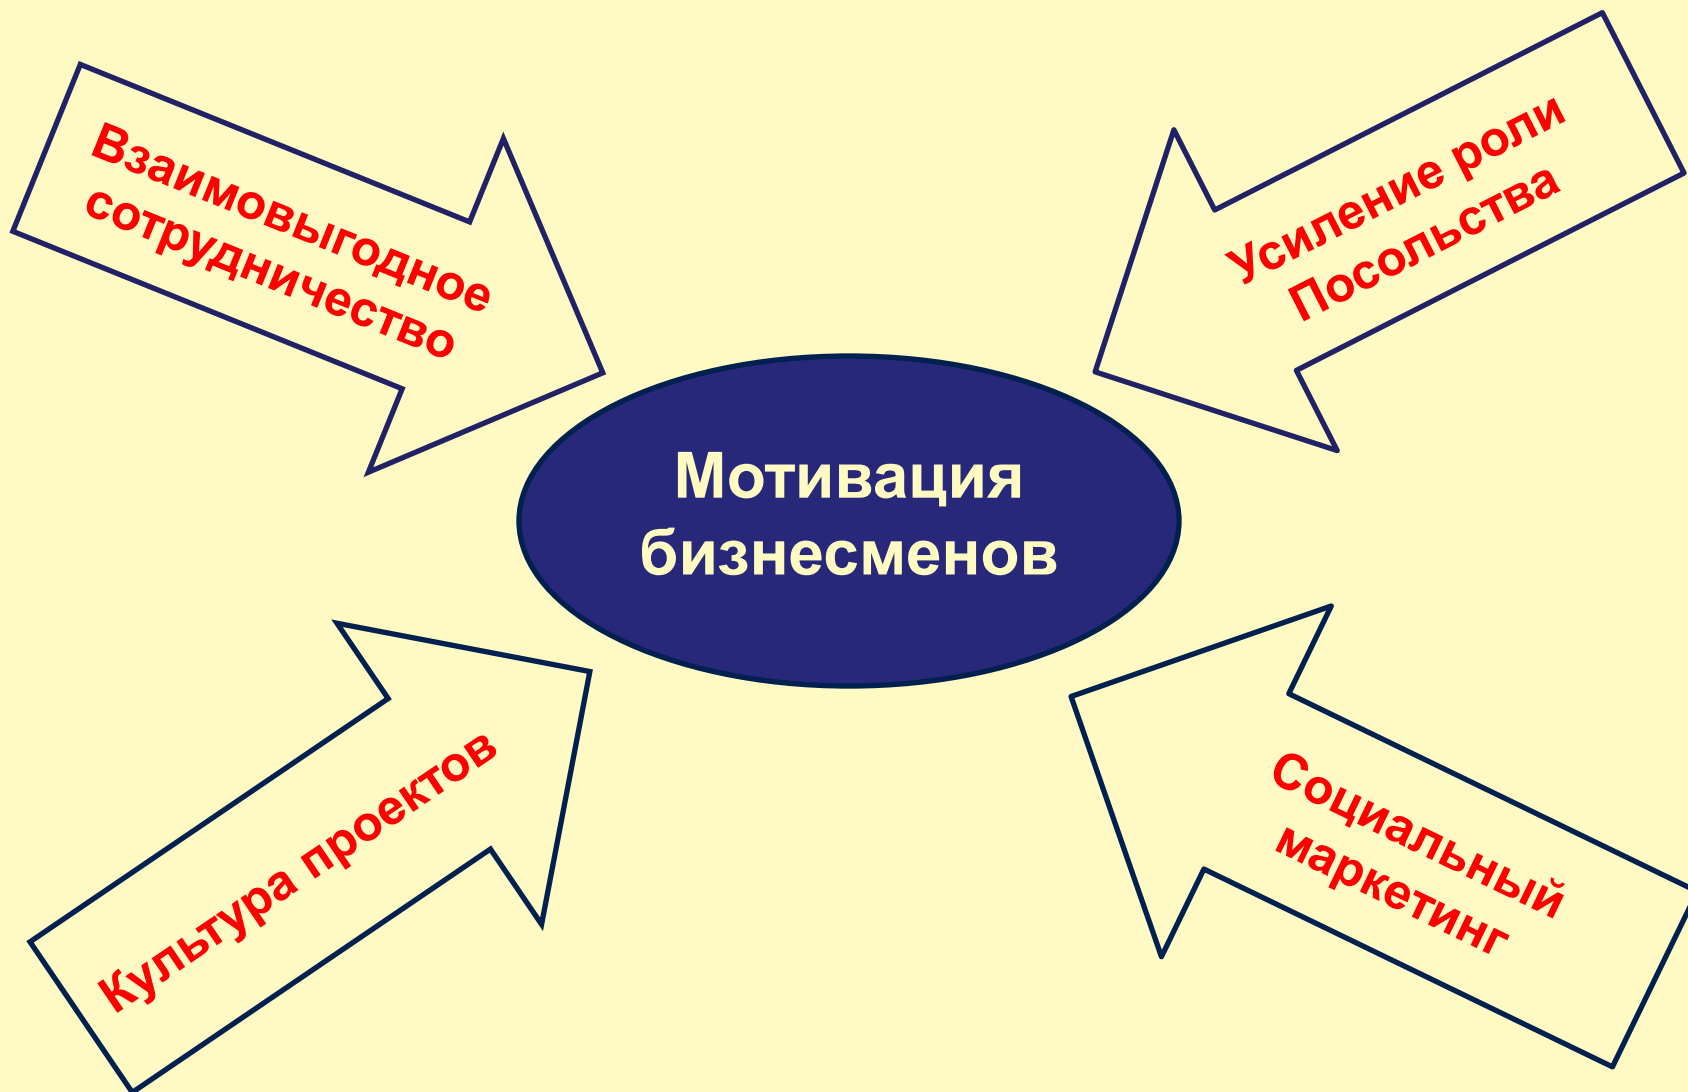 Взаимовыгодное
сотрудничество
Усиление роли
Посольства
Мотивация
бизнесменов
Культура проектов
Социальный
маркетинг